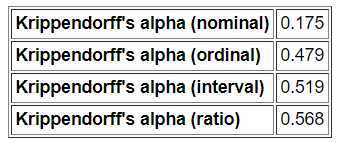 Krippendorff's alpha (nominal) 0.175
Krippendorff's alpha (ordinal) 0.479
Krippendorff's alpha (interval) 0.519
Krippendorff's alpha (ratio) 0.568